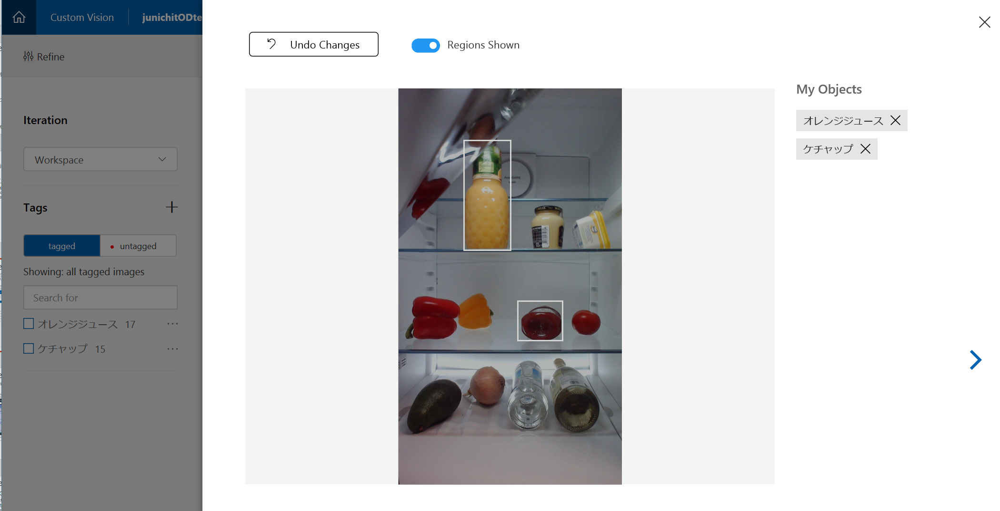 Custom Vision
junichitODte
Undo Changes
Regions Shown
Refine
My Objects
Iteration
オレンジジュース
ケチャップ
Workspace
Tags
tagged
untagged
Showing: all tagged images
Search for
オレンジジュース 17
ケチャップ 15